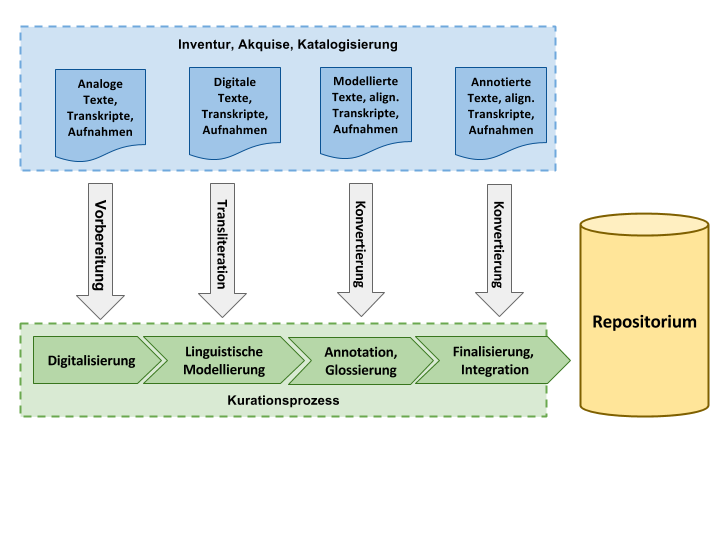 Inventur, Akquise, Katalogisierung
Analoge
Texte,
Transkripte,
Aufnahmen
Digitale
Texte,
Transkripte,
Aufnahmen
Modellierte
Texte, align.
Transkripte,
Aufnahmen
Annotierte
Texte, align.
Transkripte,
Aufnahmen
Vorbereitung
Transliteration
Konvertierung
Konvertierung
Digitalisierung
Linguistische
Modellierung
Annotation,
Glossierung
Finalisierung,
Integration
Kurationsprozess
Repositorium